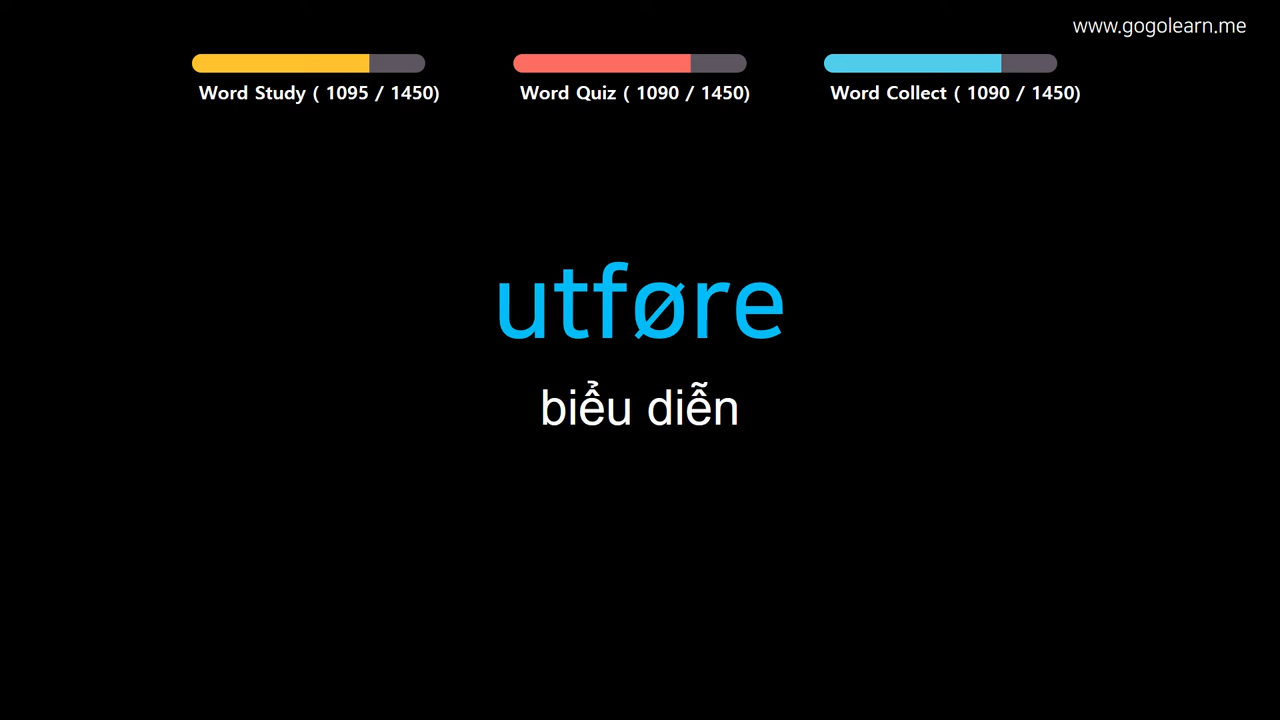 www.gogolearn.me
Word Study ( 1095 / 1450)
Word Quiz ( 1090 / 1450)
Word Collect ( 1090 / 1450)
utføre
biểu diễn